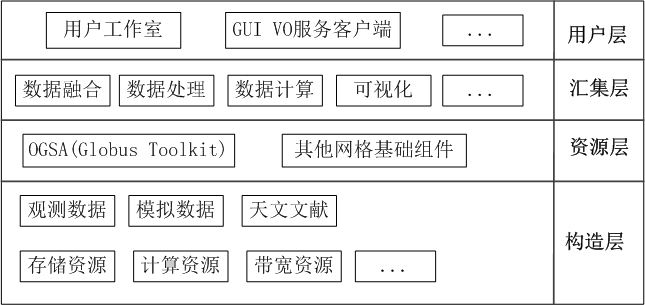 用户工作室 GUI VO服务客户端 ... 用户层
数据融合 数据处理 数据计算 可视化 ... 汇集层
OGSA(Globus Toolkit) 其他网格基础组件 资源层
观测数据 模拟数据 天文文献
构造层
存储资源 计算资源 带宽资源 ...